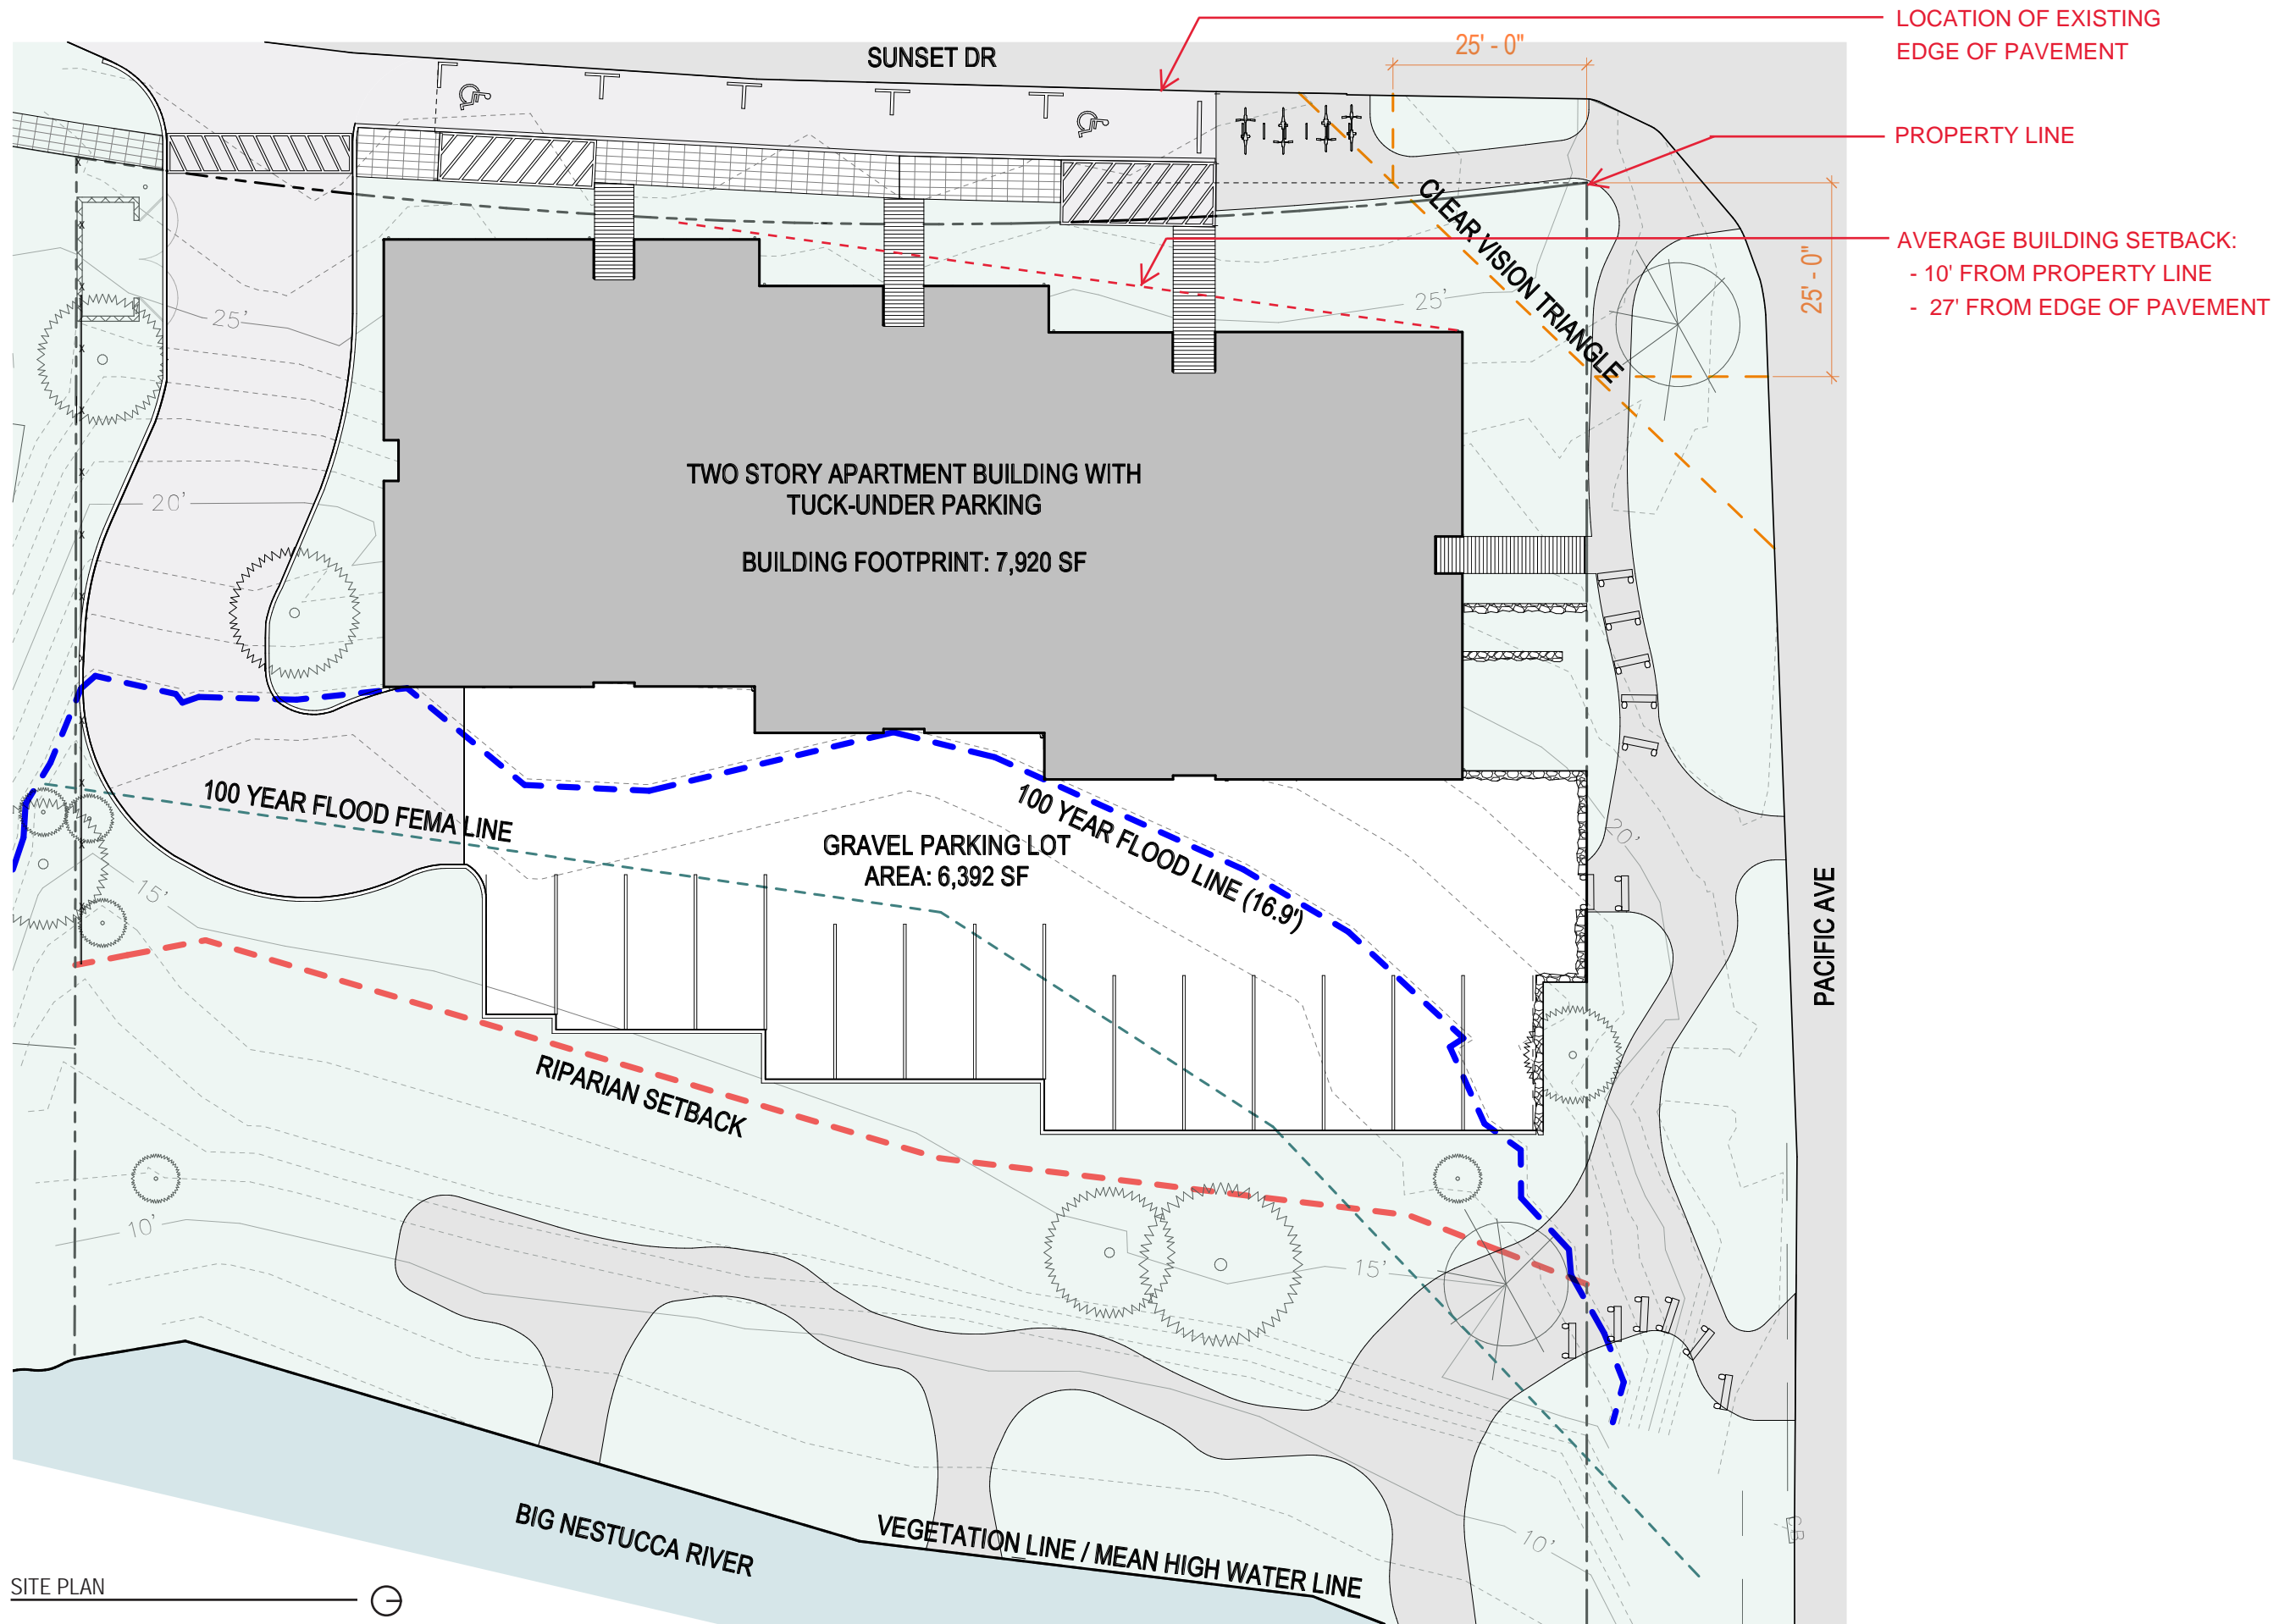 LOCATION OF EXISTING
EDGE OF PAVEMENT
25' - 0"
SUNSET DR
PROPERTY LINE
CLEAR VISION TRIANGLE
AVERAGE BUILDING SETBACK:
- 10' FROM PROPERTY LINE
- 27' FROM EDGE OF PAVEMENT
25' - 0"
25'
25'
TWO STORY APARTMENT BUILDING WITH
TUCK-UNDER PARKING
BUILDING FOOTPRINT: 7,920 SF
20'
100 YEAR FLOOD FEMA LINE
100 YEAR FLOOD LINE (16.9')
GRAVEL PARKING LOT
AREA: 6,392 SF
20'
15'
PACIFIC AVE
RIPARIAN SETBACK
10'
15'
BIG NESTUCCA RIVER
VEGETATION LINE / MEAN HIGH WATER LINE
10'
CB
SITE PLAN